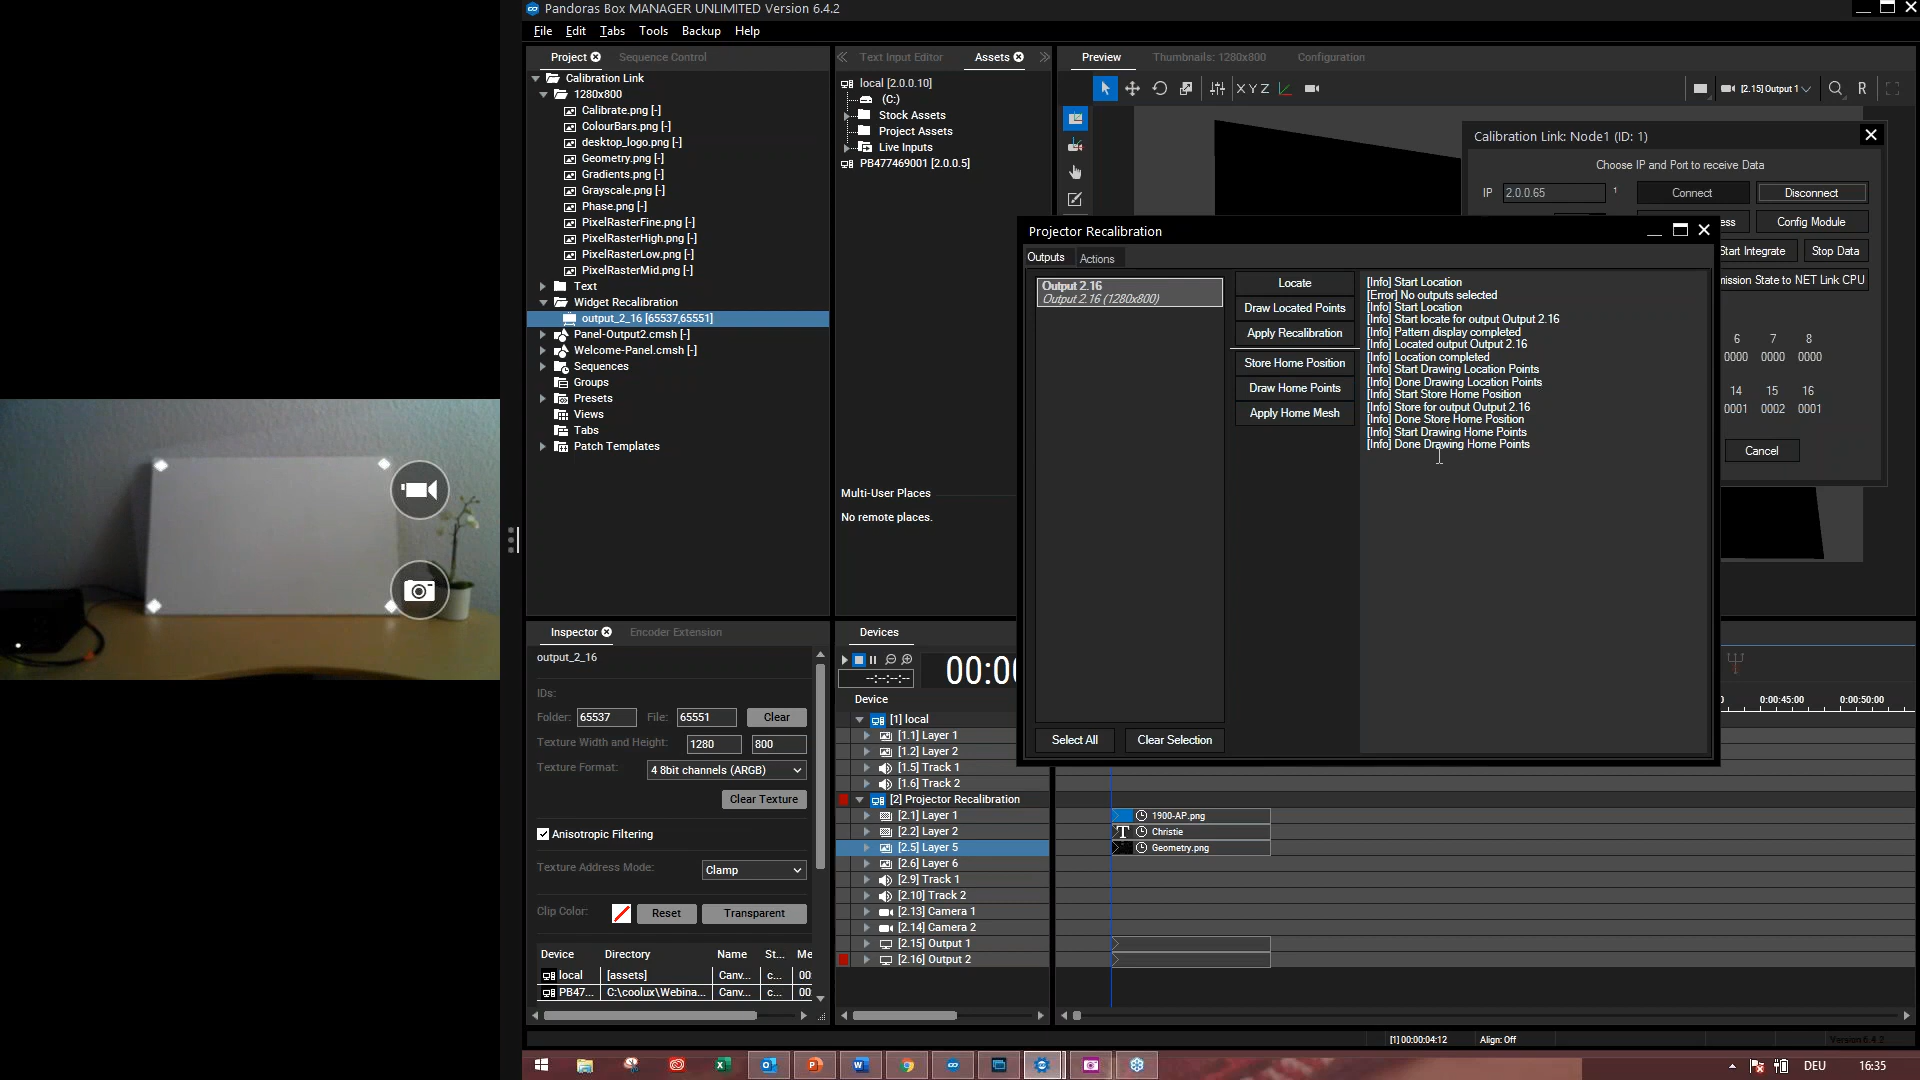 Pandoras Box MANAGER UNLIMITED Version 6.4.2
File Edit Tabs Tools Backup Help
Project Sequence Control
Calibration Link
1280x800
Calibrate.png [-]
ColourBars.png [-]
desktop_logo.png [-]
Geometry.png [-]
Gradients.png [-]
Grayscale.png [-]
Phase.png [-]
PixelRasterFine.png [-]
PixelRasterHigh.png [-]
PixelRasterLow.png [-]
PixelRasterMid.png [-]
Text
Widget Recalibration
output_2_16 [65537,65551]
Panel-Output2.cmsh [-]
Welcome-Panel.cmsh [-]
Sequences
Groups
Presets
Views
Tabs
Patch Templates
Text Input Editor Assets
local [2.0.0.10]
(C:)
Stock Assets
Project Assets
Live Inputs
PB477469001 [2.0.0.5]
Multi-User Places
No remote places.
Preview Thumbnails: 1280x800 Configuration
X Y Z
[2.15] Output 1
R
Calibration Link: Node1 (ID: 1)
Choose IP and Port to receive Data
IP 2.0.0.65 1 Connect Disconnect
ess Config Module
Start Integrate Stop Data
mission State to NET Link CPU
6 7 8
0000 0000 0000
14 15 16
0001 0002 0001
Cancel
Projector Recalibration
Outputs Actions
Output 2.16
Output 2.16 (1280x800)
Locate
Draw Located Points
Apply Recalibration
Store Home Position
Draw Home Points
Apply Home Mesh
[Info] Start Location
[Error] No outputs selected
[Info] Start Location
[Info] Start locate for output Output 2.16
[Info] Pattern display completed
[Info] Located output Output 2.16
[Info] Location completed
[Info] Start Drawing Location Points
[Info] Done Drawing Location Points
[Info] Start Store Home Position
[Info] Store for output Output 2.16
[Info] Done Store Home Position
[Info] Start Drawing Home Points
[Info] Done Drawing Home Points
Select All Clear Selection
Inspector Encoder Extension
output_2_16
IDs:
Folder: 65537 File: 65551 Clear
Texture Width and Height: 1280 800
Texture Format: 4 8bit channels (ARGB)
Clear Texture
Anisotropic Filtering
Texture Address Mode: Clamp
Clip Color: Reset Transparent
Device Directory Name St... Me
local [assets] Canv... c... 00
PB47... C:\coolux\Webina... Canv... c... 00
Devices
--:--:--:--
00:00
Device
[1] local
[1.1] Layer 1
[1.2] Layer 2
[1.5] Track 1
[1.6] Track 2
[2] Projector Recalibration
[2.1] Layer 1
[2.2] Layer 2
[2.5] Layer 5
[2.6] Layer 6
[2.9] Track 1
[2.10] Track 2
[2.13] Camera 1
[2.14] Camera 2
[2.15] Output 1
[2.16] Output 2
0:00:45:00 0:00:50:00
1900-AP.png
T Christie
Geometry.png
[1] 00:00:04:12 Align: Off Version 6.4.2
DEU 16:35